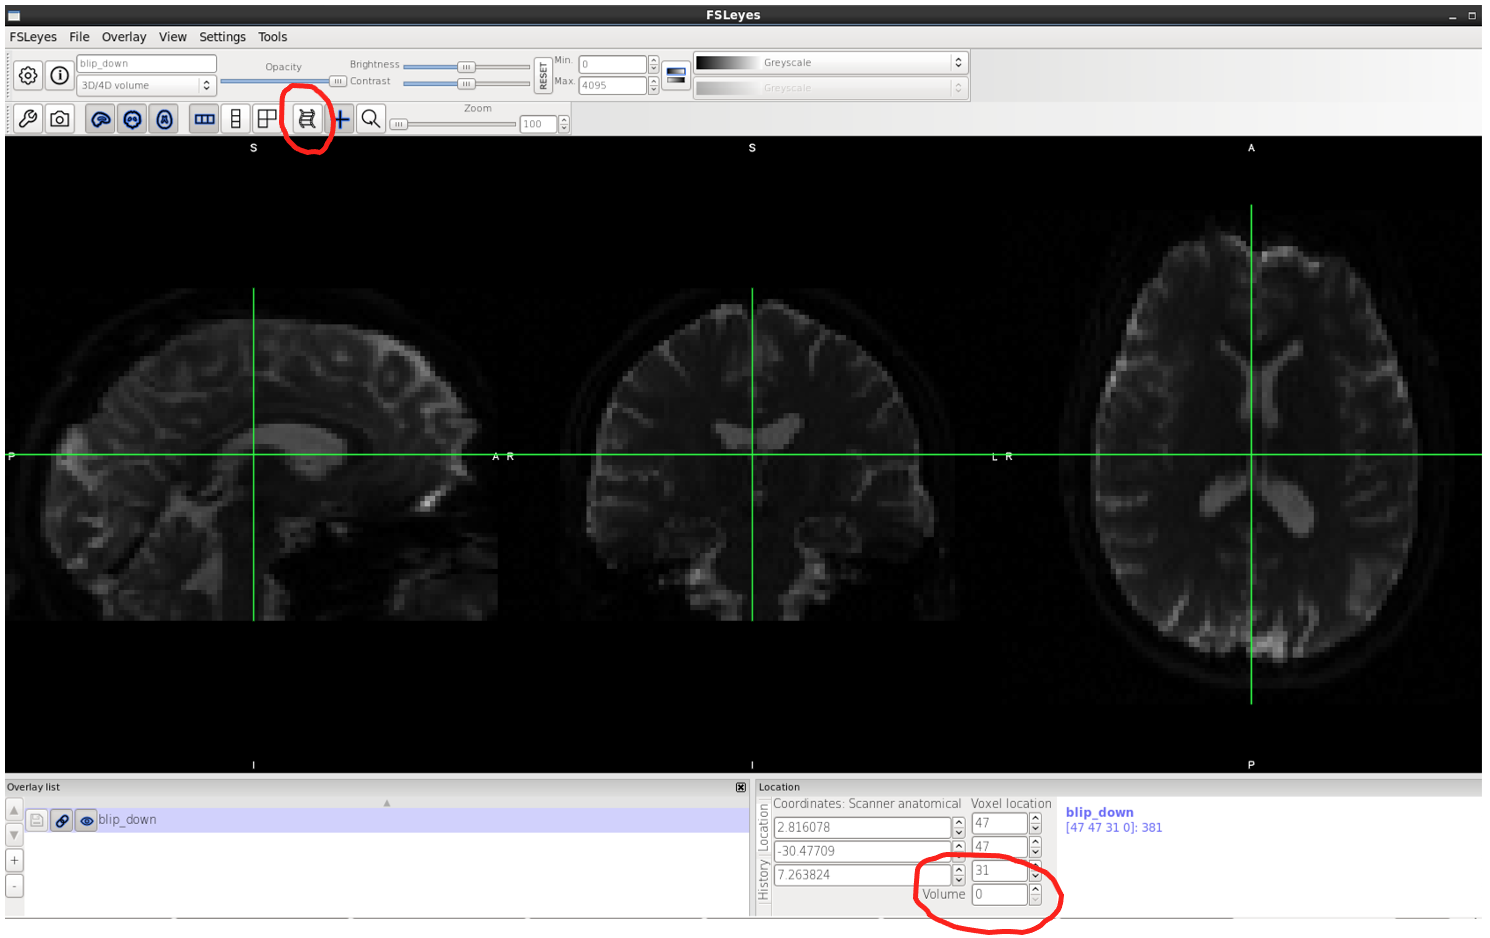 FSLeyes
FSLeyes File Overlay View Settings Tools
blip_down
3D/4D volume
Opacity
Brightness
Contrast
RESET
Min. 0
Max. 4095
Greyscale
Greyscale
Zoom
100
S S A
P A R L R
I I P
Overlay list
blip_down
Location
Location
History
Coordinates: Scanner anatomical Voxel location
2.816078 47
-30.47709 47
7.263824 31
Volume 0
blip_down
[47 47 31 0]: 381